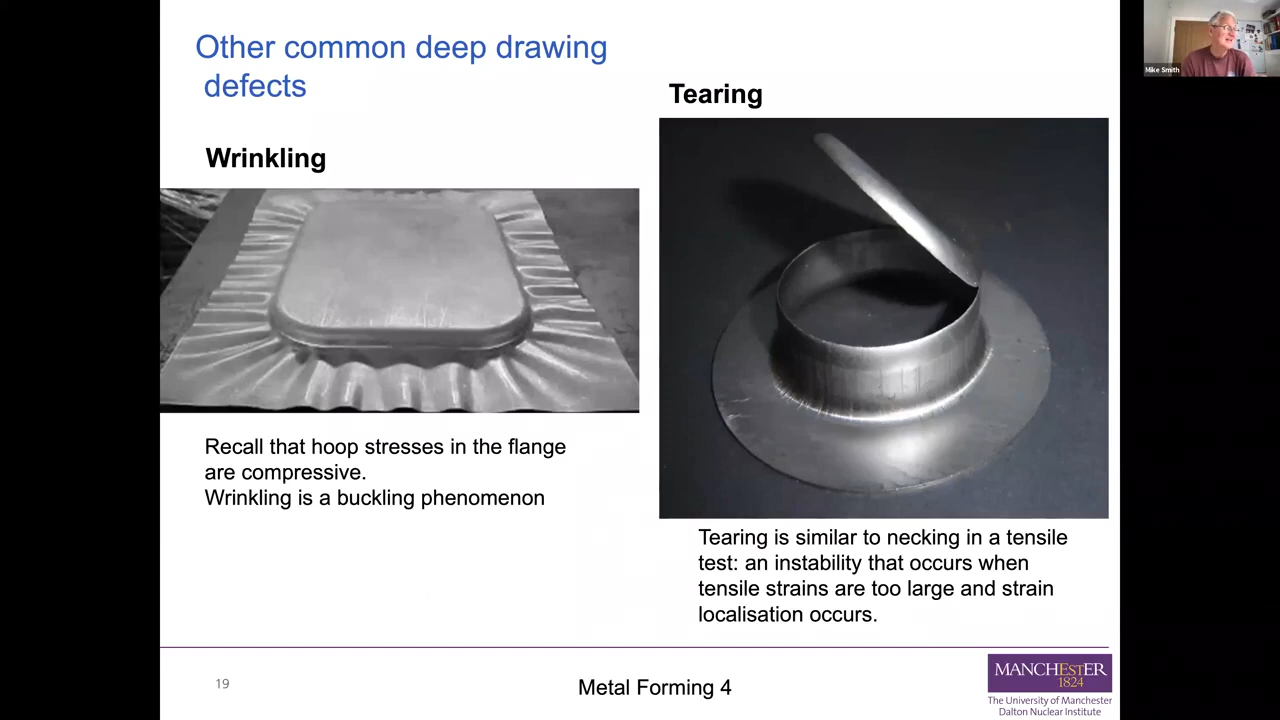 Other common deep drawing
defects
Wrinkling
Recall that hoop stresses in the flange
are compressive.
Wrinkling is a buckling phenomenon
Tearing
Tearing is similar to necking in a tensile
test: an instability that occurs when
tensile strains are too large and strain
localisation occurs.
19
Metal Forming 4
MANCHESTER
1824
The University of Manchester
Dalton Nuclear Institute
Mike Smith